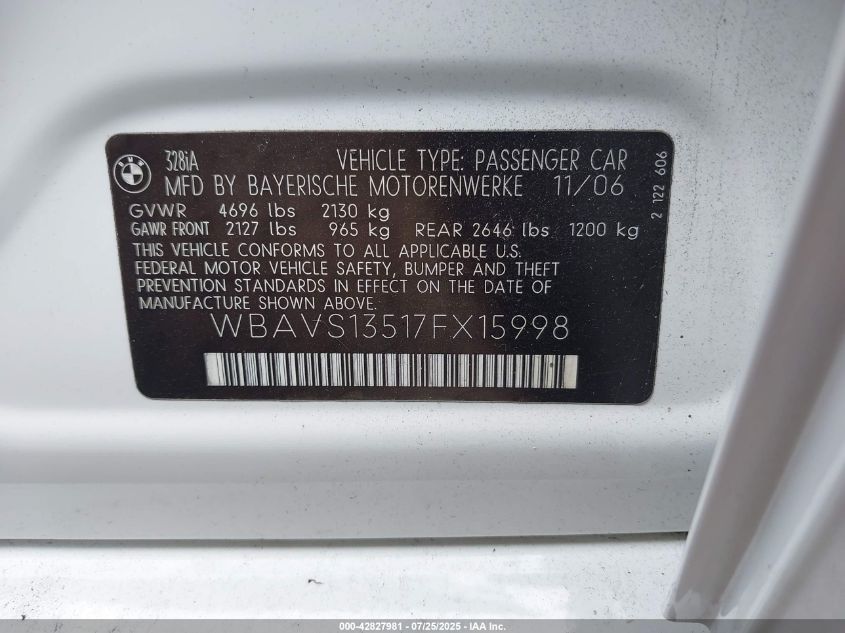 BMW
328iA VEHICLE TYPE: PASSENGER CAR
MFD BY BAYERISCHE MOTORENWERKE 11/06
GVWR 4696 lbs 2130 kg
GAWR FRONT 2127 lbs 965 kg REAR 2646 lbs 1200 kg
THIS VEHICLE CONFORMS TO ALL APPLICABLE U.S.
FEDERAL MOTOR VEHICLE SAFETY, BUMPER AND THEFT
PREVENTION STANDARDS IN EFFECT ON THE DATE OF
MANUFACTURE SHOWN ABOVE.
WBAVS13517FX15998
2 122 606
000-42827981 | 07/25/2025 | IAA Inc.